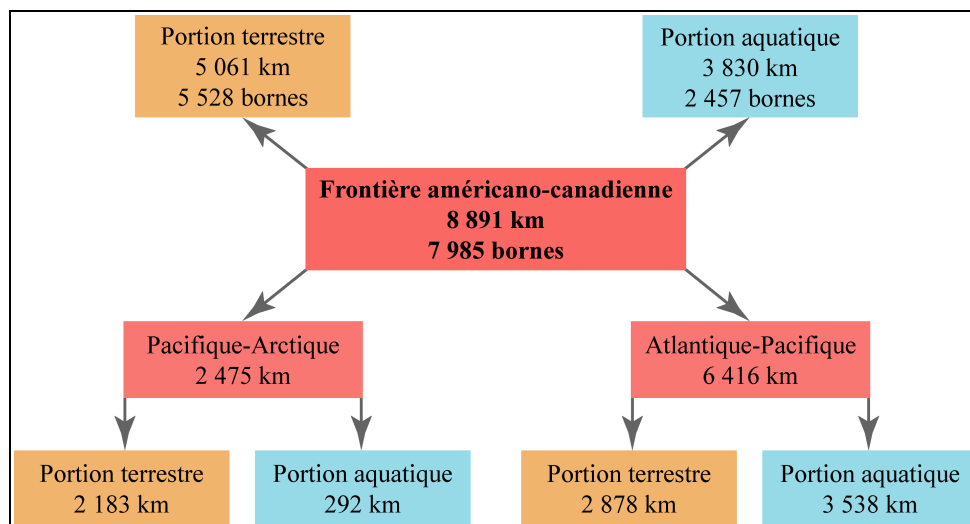 Portion terrestre
5 061 km
5 528 bornes
Portion aquatique
3 830 km
2 457 bornes
Frontière américano-canadienne
8 891 km
7 985 bornes
Pacifique-Arctique
2 475 km
Atlantique-Pacifique
6 416 km
Portion terrestre
2 183 km
Portion aquatique
292 km
Portion terrestre
2 878 km
Portion aquatique
3 538 km